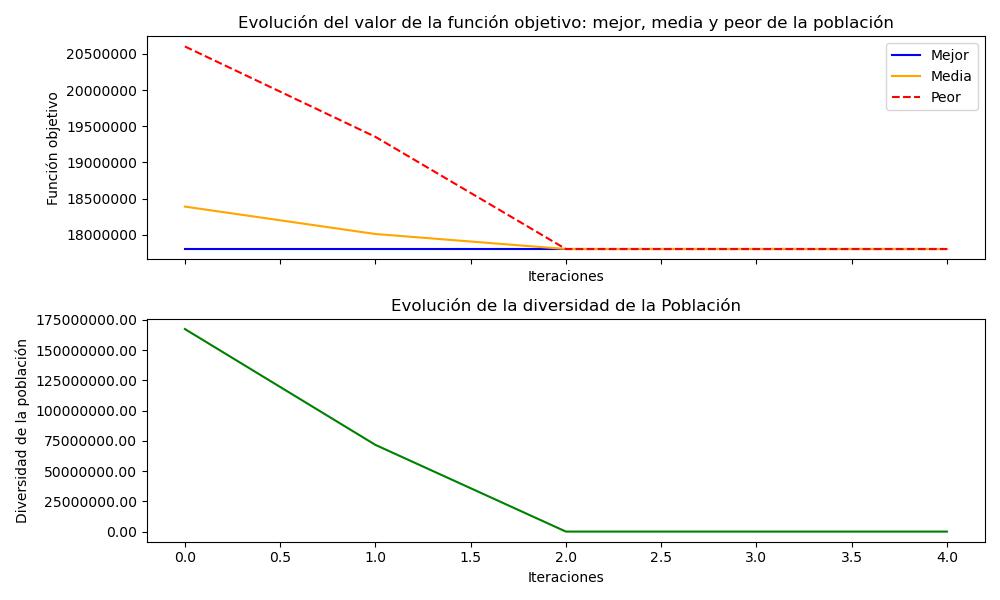 Evolución del valor de la función objetivo: mejor, media y peor de la población
20500000
20000000
19500000
19000000
18500000
18000000
Función objetivo
Mejor
Media
Peor
Iteraciones
Evolución de la diversidad de la Población
175000000.00
150000000.00
125000000.00
100000000.00
75000000.00
50000000.00
25000000.00
0.00
Diversidad de la población
0.0 0.5 1.0 1.5 2.0 2.5 3.0 3.5 4.0
Iteraciones